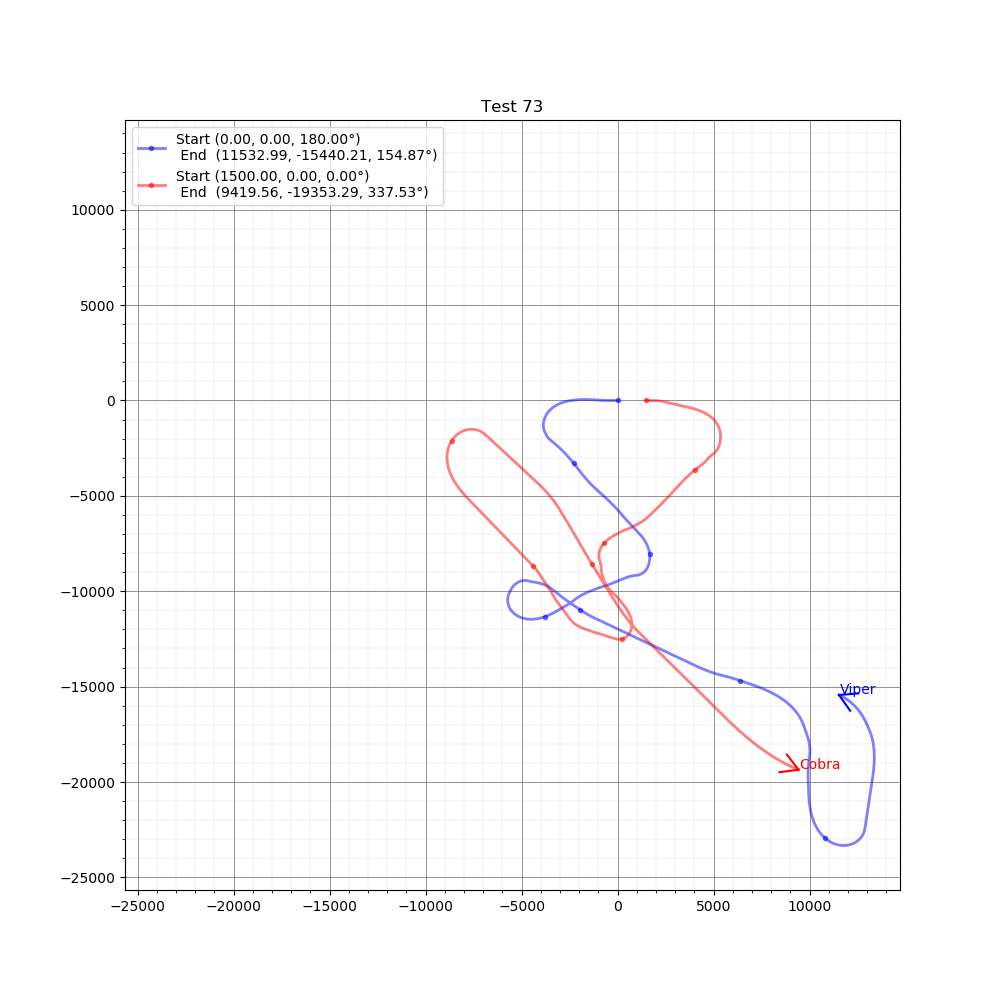 Test 73
Start (0.00, 0.00, 180.00°)
End (11532.99, -15440.21, 154.87°)
Start (1500.00, 0.00, 0.00°)
End (9419.56, -19353.29, 337.53°)
10000
5000
0
−5000
−10000
−15000
−20000
−25000
Viper
Cobra
−25000 −20000 −15000 −10000 −5000 0 5000 10000